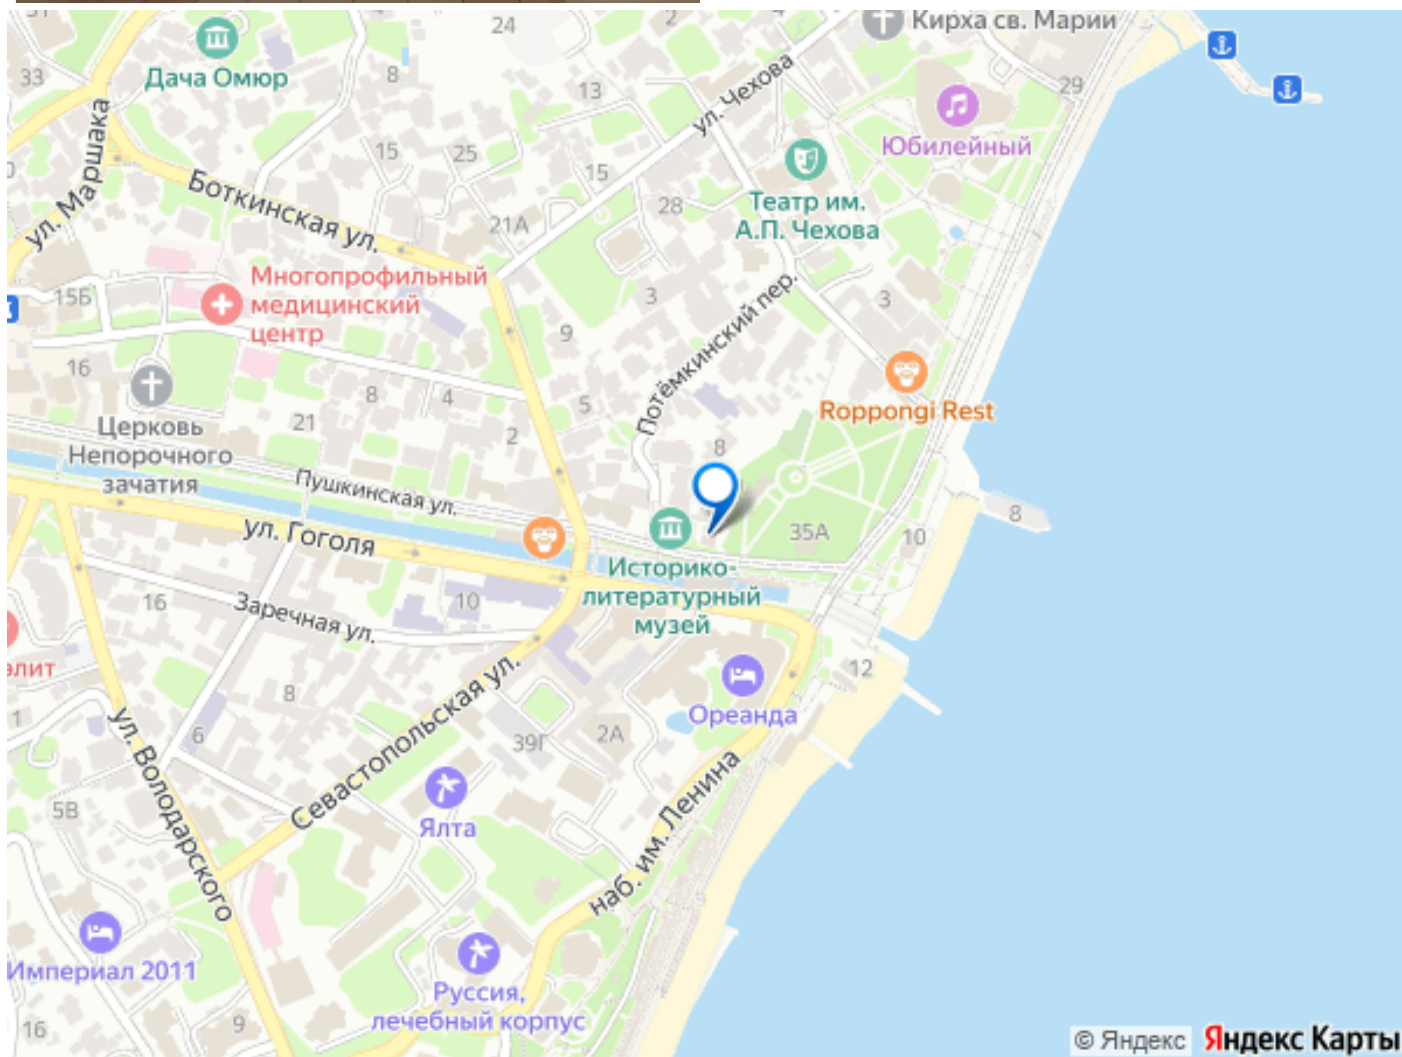 24
2
Кирха св. Марии
33
Дача Омюр
8
13
ул. Чехова
29
Юбилейный
ул. Маршака
15
25
15
28
Театр им.
А.П. Чехова
Боткинская ул.
21А
Многопрофильный
медицинский
центр
15Б
3
Потёмкинский пер.
3
9
16
8
4
5
21
2
Roppongi Rest
Церковь
Непорочного
зачатия
8
Пушкинская ул.
ул. Гоголя
35А
10
8
Историко-
литературный
музей
16
Заречная ул.
10
элит
12
8
Ореанда
1
6
39Г
2А
ул. Володарского
Севастопольская ул.
наб. им. Ленина
5В
Ялта
Империал 2011
Руссия,
лечебный корпус
16
9
© Яндекс Яндекс Карты